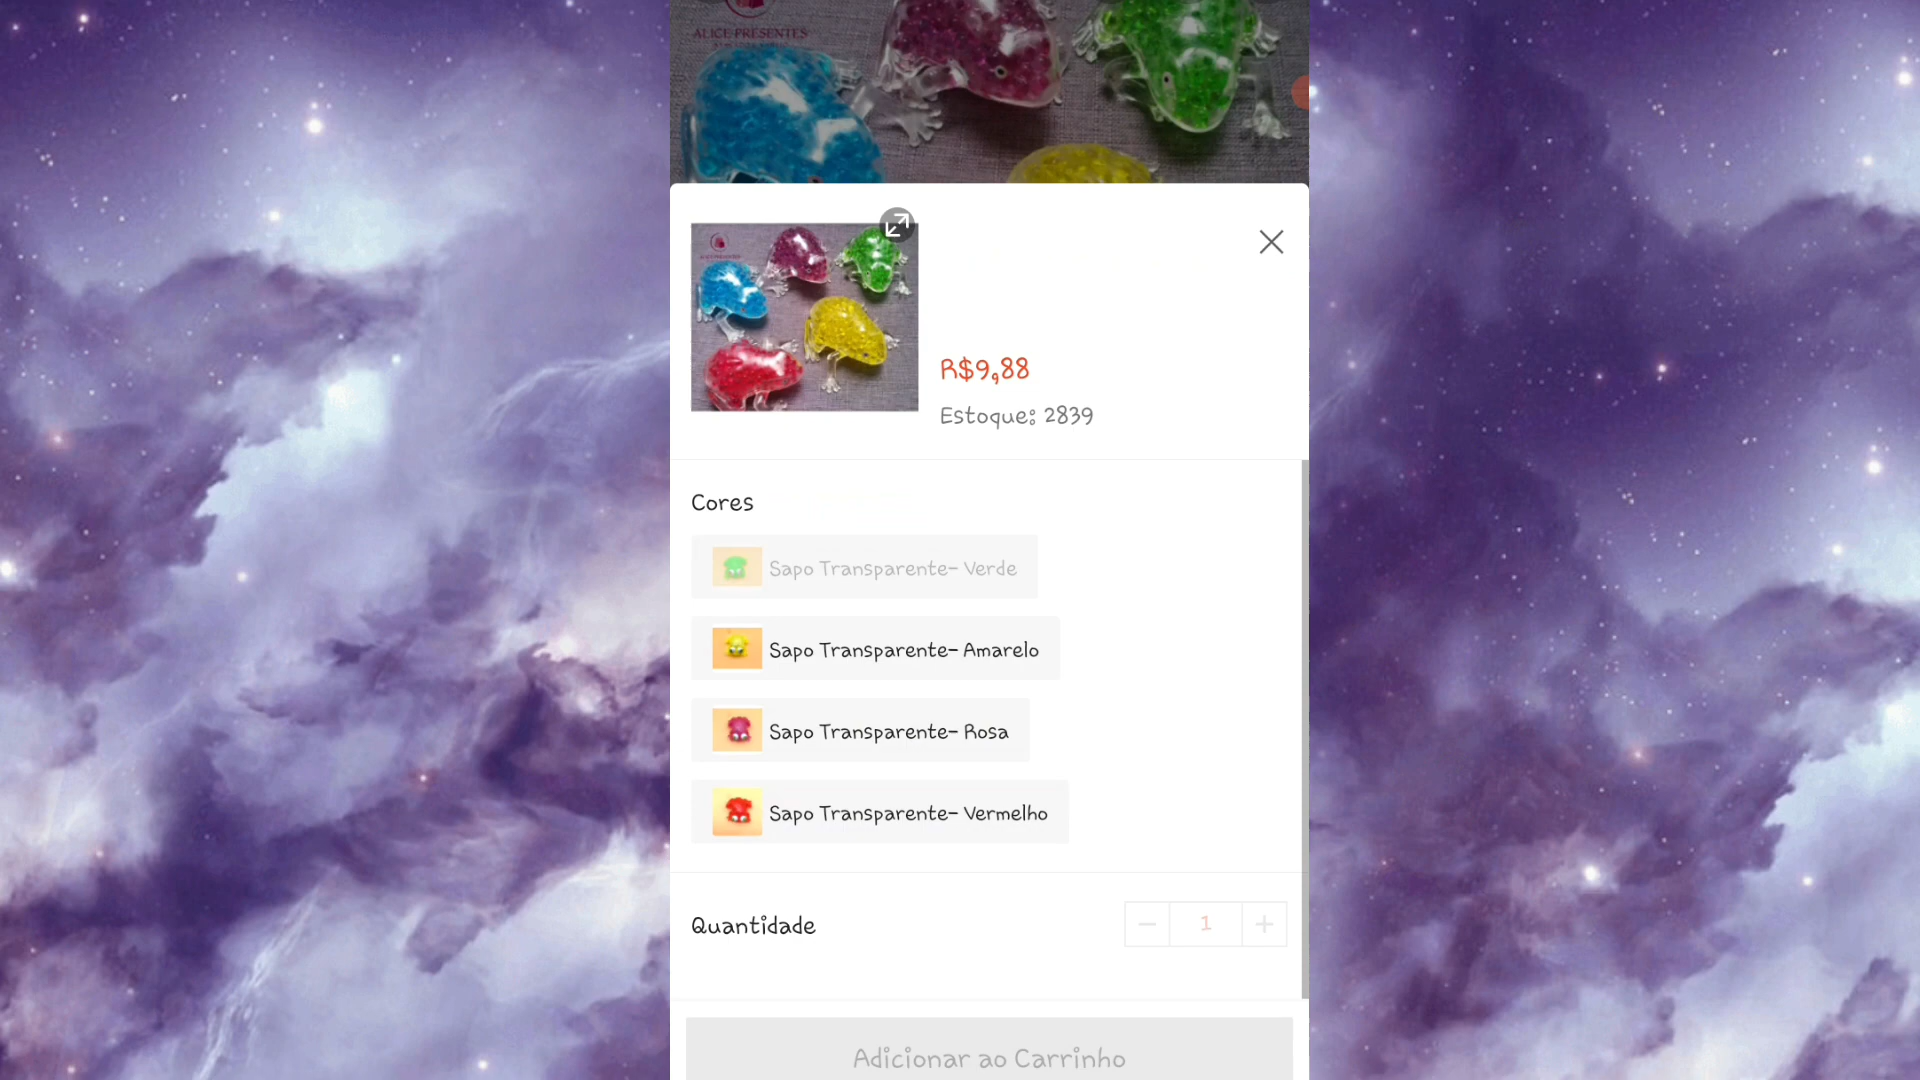 ALICE PRESENTES
R$9,88
Estoque: 2839
Cores
Sapo Transparente- Verde
Sapo Transparente- Amarelo
Sapo Transparente- Rosa
Sapo Transparente- Vermelho
Quantidade
1
Adicionar ao Carrinho